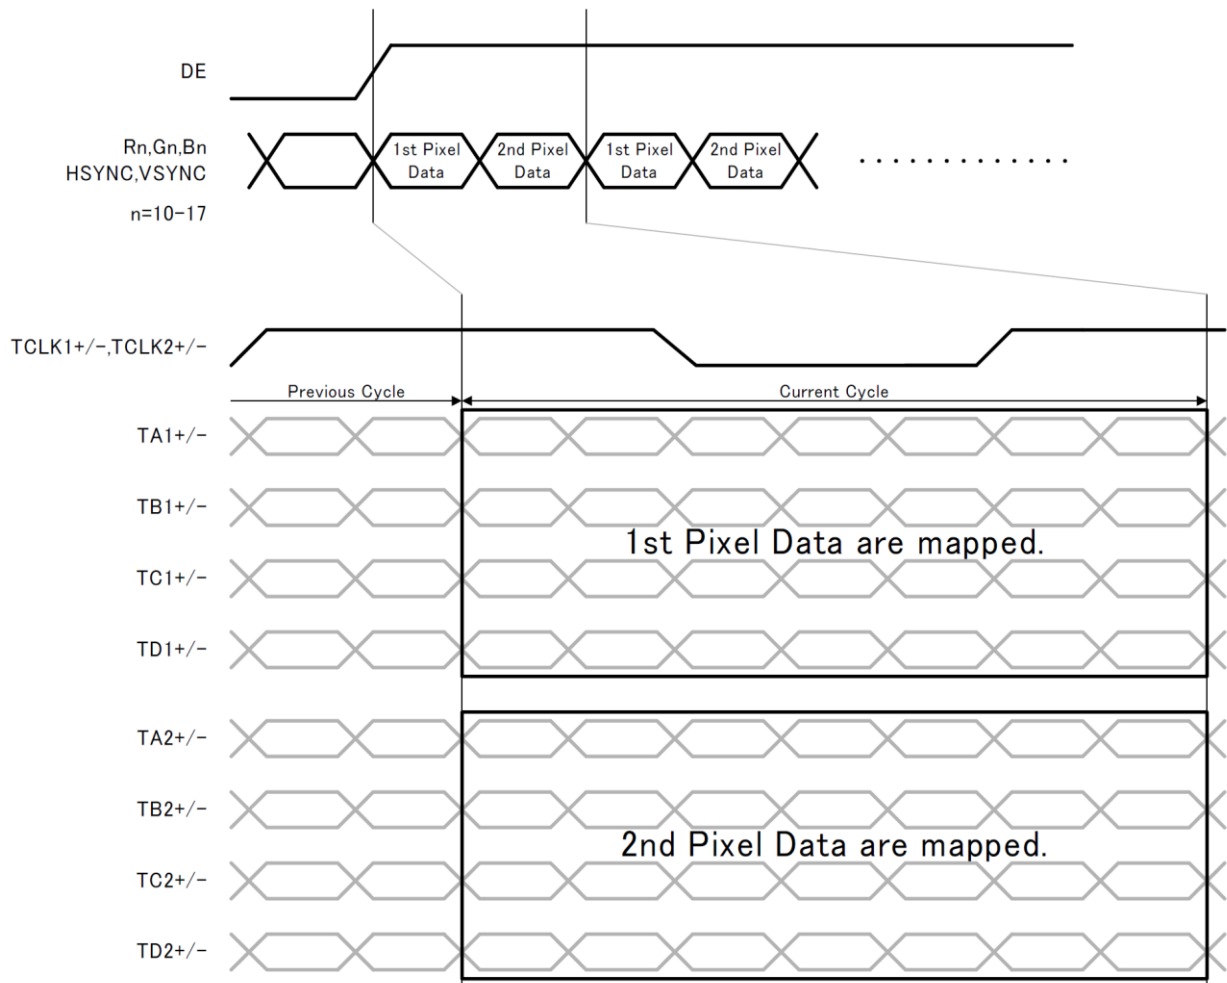 DE
Rn,Gn,Bn
HSYNC,VSYNC
n=10-17
1st Pixel
Data
2nd Pixel
Data
1st Pixel
Data
2nd Pixel
Data
TCLK1+/-,TCLK2+/-
Previous Cycle
Current Cycle
TA1+/-
TB1+/-
1st Pixel Data are mapped.
TC1+/-
TD1+/-
TA2+/-
TB2+/-
2nd Pixel Data are mapped.
TC2+/-
TD2+/-